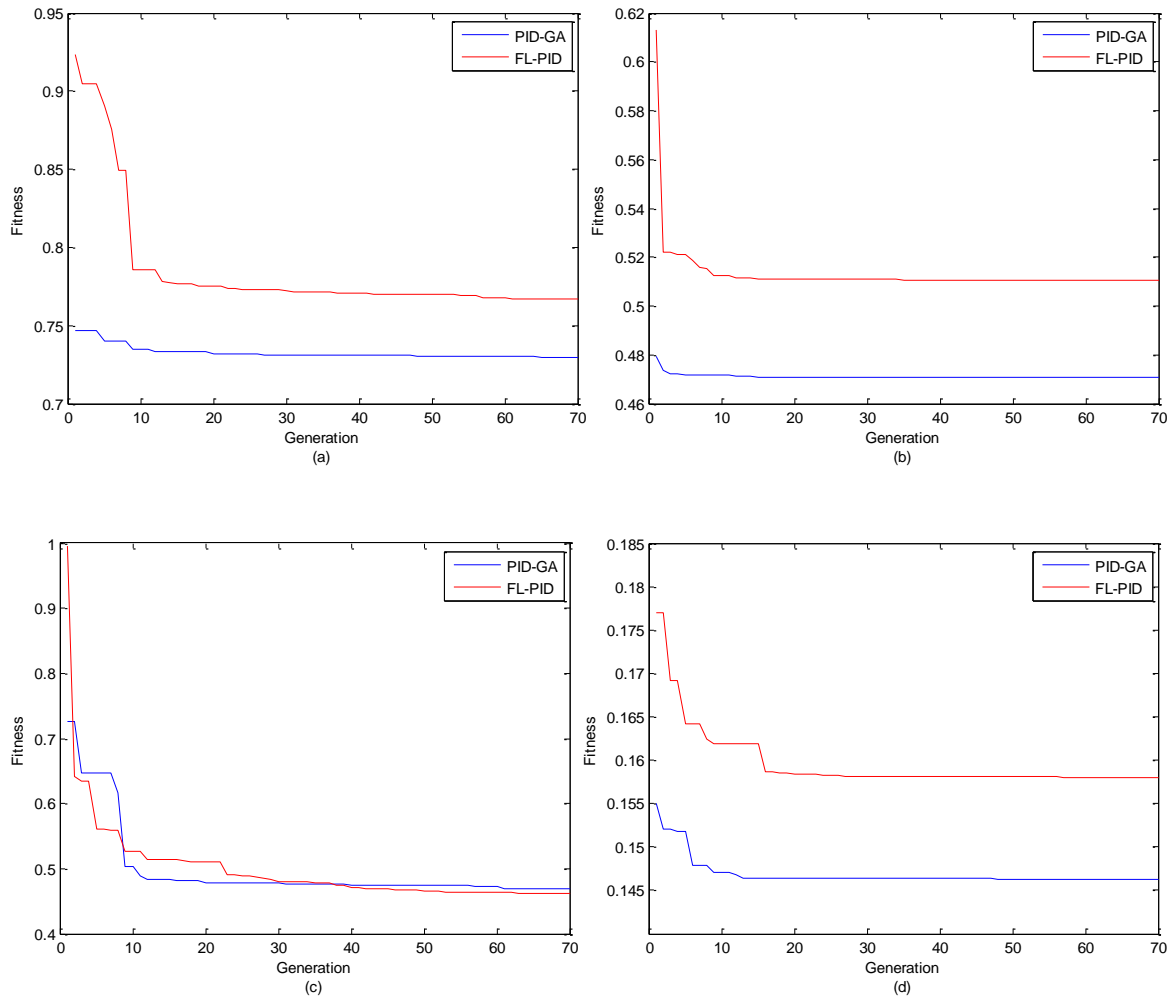 0.95
0.9
0.85
0.8
0.75
0.7
Fitness
0 10 20 30 40 50 60 70
Generation
(a)
PID-GA
FL-PID
0.62
0.6
0.58
0.56
0.54
0.52
0.5
0.48
0.46
Fitness
0 10 20 30 40 50 60 70
Generation
(b)
PID-GA
FL-PID
1
0.9
0.8
0.7
0.6
0.5
0.4
Fitness
0 10 20 30 40 50 60 70
Generation
(c)
PID-GA
FL-PID
0.185
0.18
0.175
0.17
0.165
0.16
0.155
0.15
0.145
Fitness
0 10 20 30 40 50 60 70
Generation
(d)
PID-GA
FL-PID